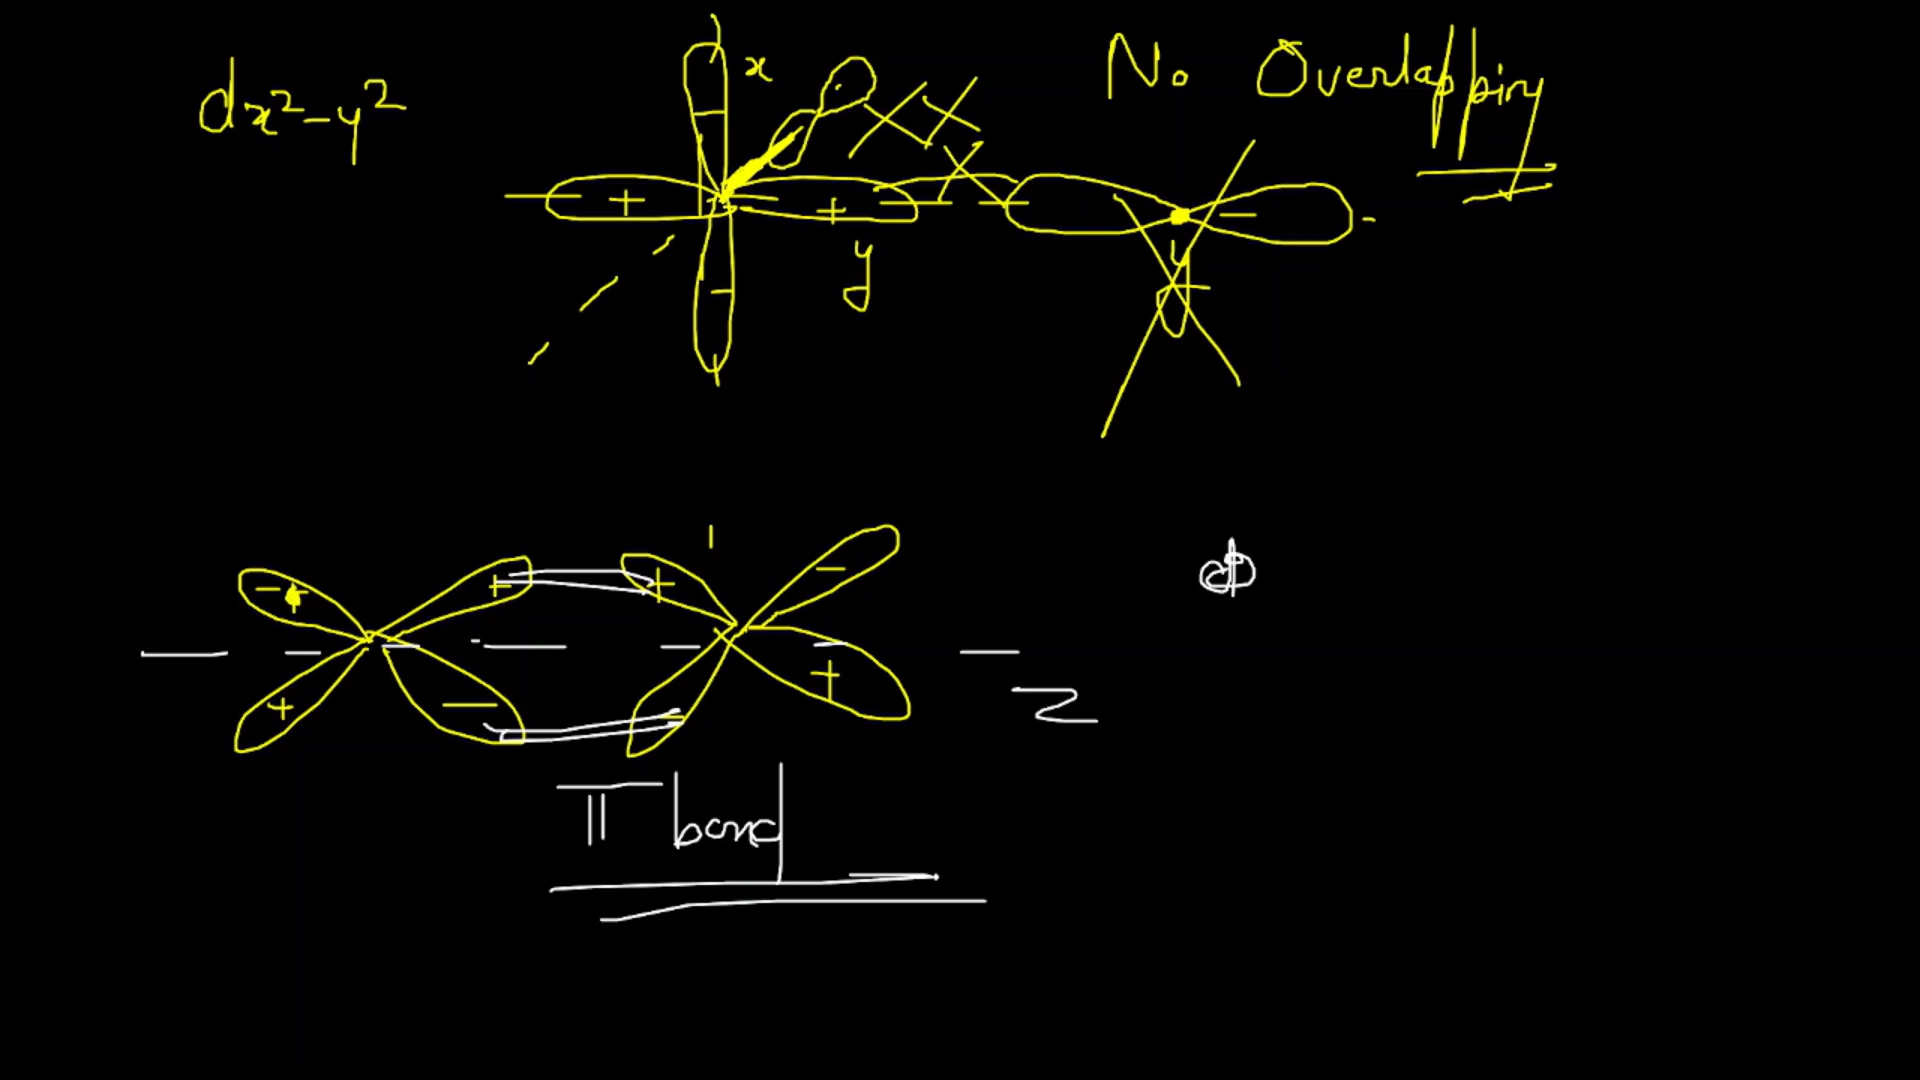 dx²-y²
x
No Overlapping
+
+
-
y
y
-
- +
+
+
-
+
-
-
+
z
π bond